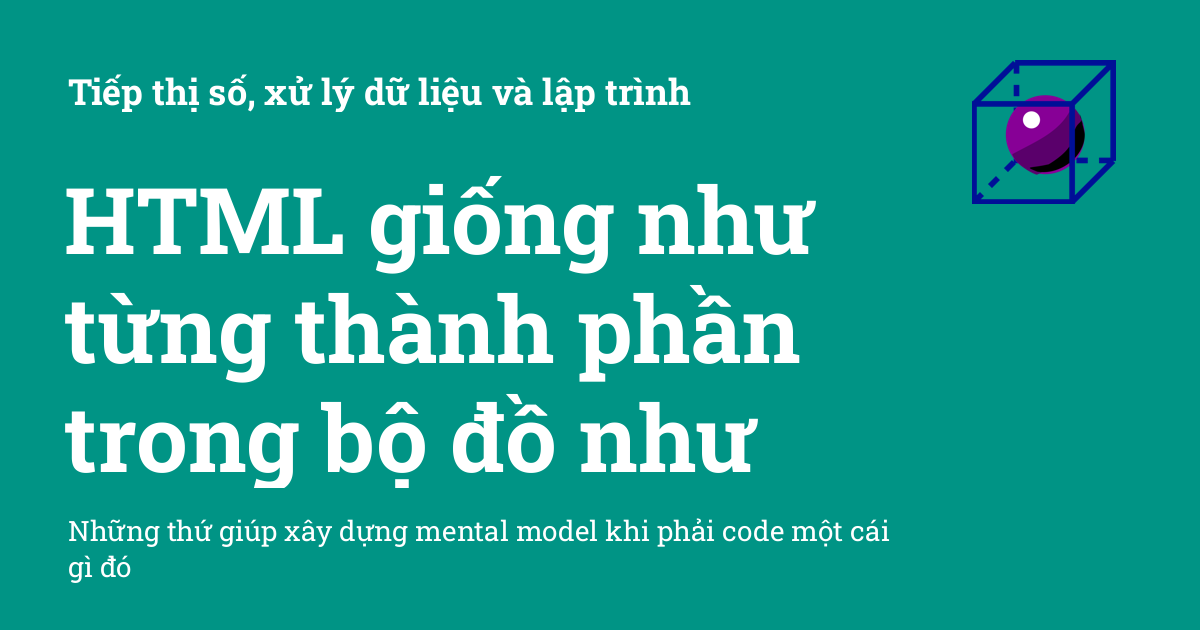 Tiếp thị số, xử lý dữ liệu và lập trình
HTML giống như
từng thành phần
trong bộ đồ như
Những thứ giúp xây dựng mental model khi phải code một cái
gì đó